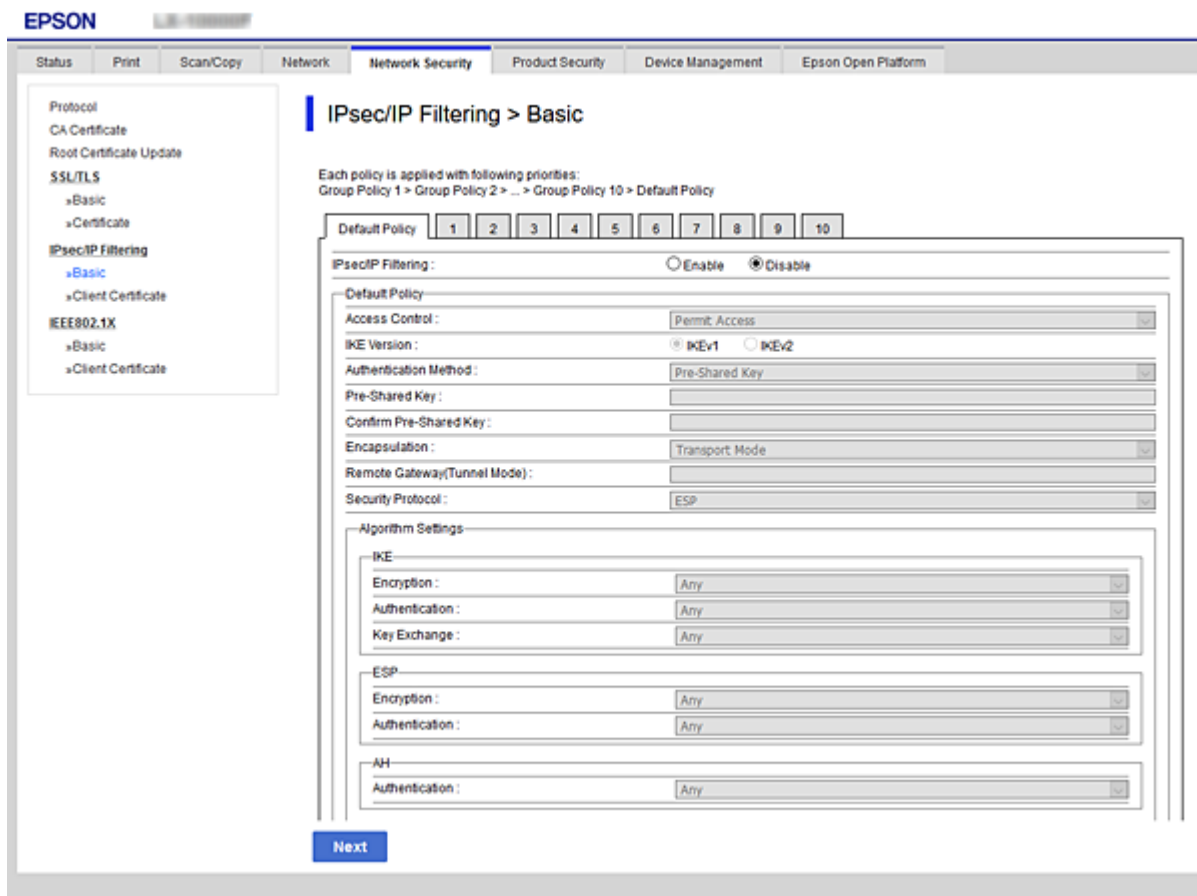 EPSON
Status Print Scan/Copy Network Network Security Product Security Device Management Epson Open Platform
Protocol
CA Certificate
Root Certificate Update
SSL/TLS
»Basic
»Certificate
IPsec/IP Filtering
»Basic
»Client Certificate
IEEE802.1X
»Basic
»Client Certificate
IPsec/IP Filtering > Basic
Each policy is applied with following priorities:
Group Policy 1 > Group Policy 2 > ... > Group Policy 10 > Default Policy
Default Policy 1 2 3 4 5 6 7 8 9 10
IPsec/IP Filtering : Enable Disable
Default Policy
Access Control : Permit Access
IKE Version : IKEv1 IKEv2
Authentication Method : Pre-Shared Key
Pre-Shared Key :
Confirm Pre-Shared Key :
Encapsulation : Transport Mode
Remote Gateway(Tunnel Mode) :
Security Protocol : ESP
Algorithm Settings
IKE
Encryption : Any
Authentication : Any
Key Exchange : Any
ESP
Encryption : Any
Authentication : Any
AH
Authentication : Any
Next